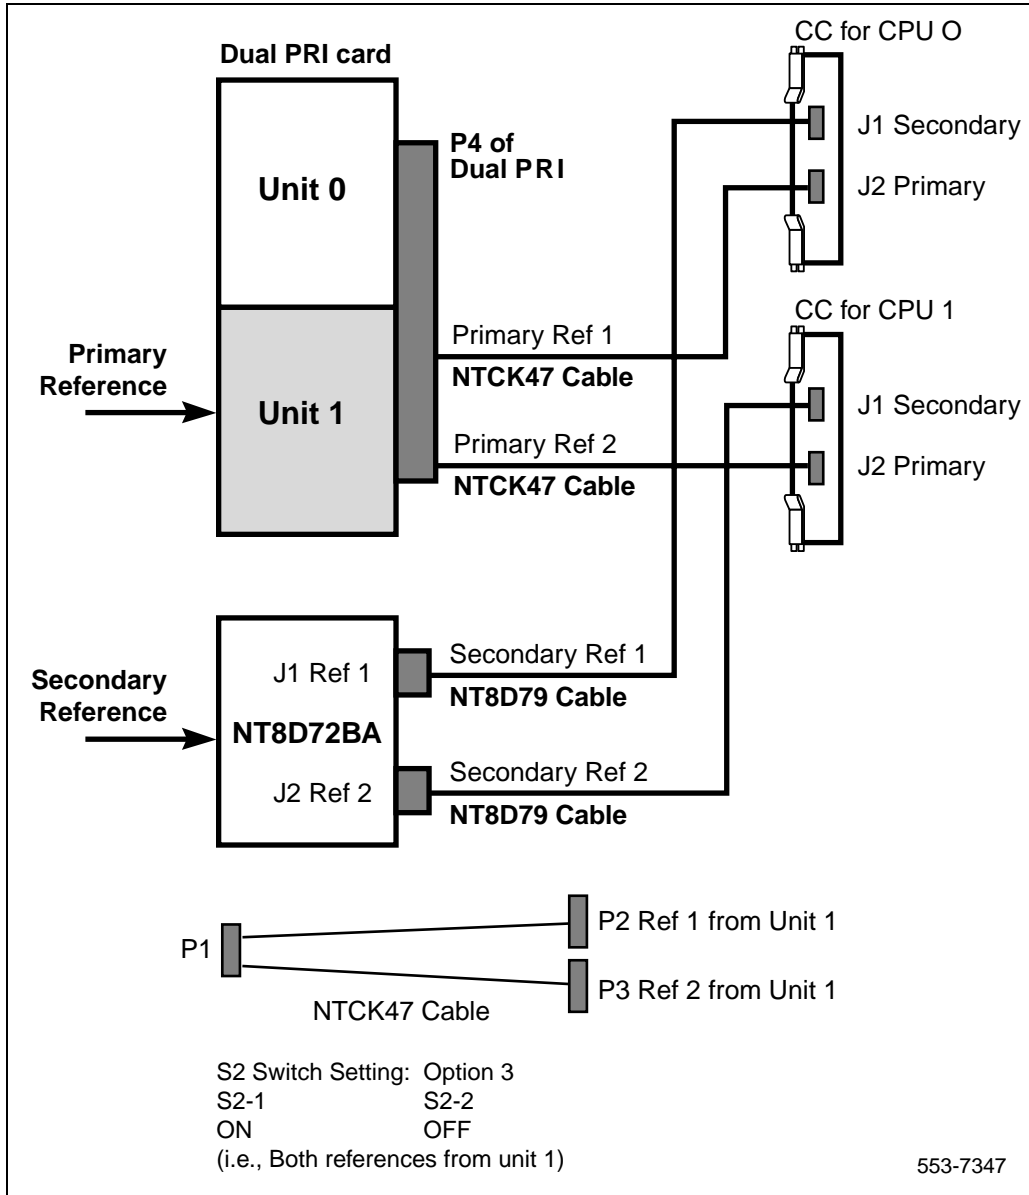 CC for CPU O
Dual PRI card
J1 Secondary
P4 of
Dual PRI
Unit 0
J2 Primary
CC for CPU 1
Primary Ref 1
NTCK47 Cable
Primary
Reference
Unit 1
J1 Secondary
Primary Ref 2
NTCK47 Cable
J2 Primary
Secondary Ref 1
NT8D79 Cable
J1 Ref 1
Secondary
Reference
NT8D72BA
Secondary Ref 2
NT8D79 Cable
J2 Ref 2
P2 Ref 1 from Unit 1
P1
P3 Ref 2 from Unit 1
NTCK47 Cable
S2 Switch Setting: Option 3
S2-1 S2-2
ON OFF
(i.e., Both references from unit 1)
553-7347